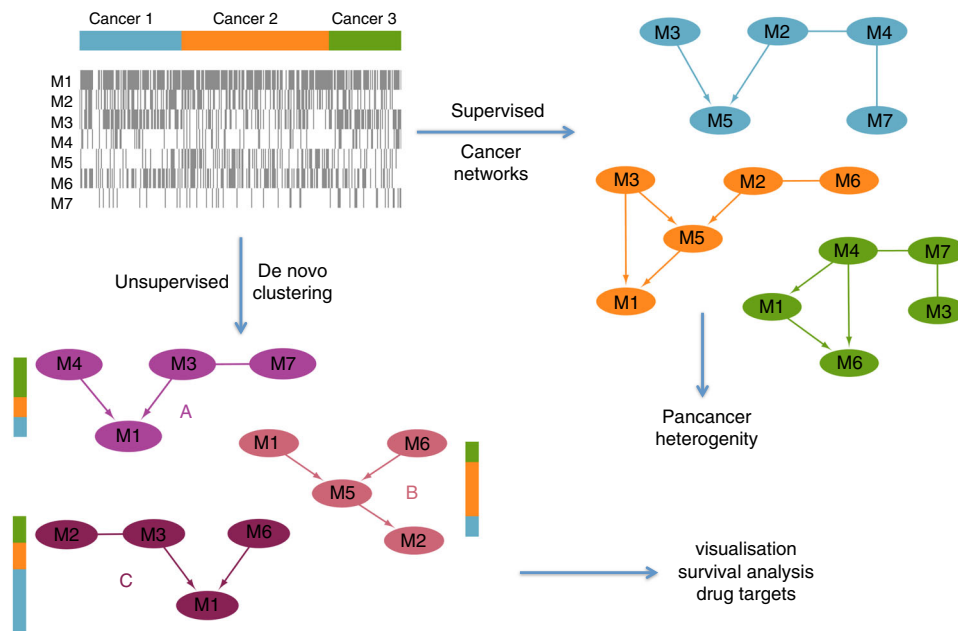 Cancer 1
Cancer 2
Cancer 3
M1
M2
M3
M4
M5
M6
M7
Supervised
Cancer
networks
M3
M2
M4
M5
M7
M3
M2
M6
M5
M1
M4
M7
M1
M3
M6
Pancancer
heterogenity
Unsupervised
De novo
clustering
M4
M3
M7
A
M1
M1
M6
M5
B
M2
M2
M3
M6
C
M1
visualisation
survival analysis
drug targets